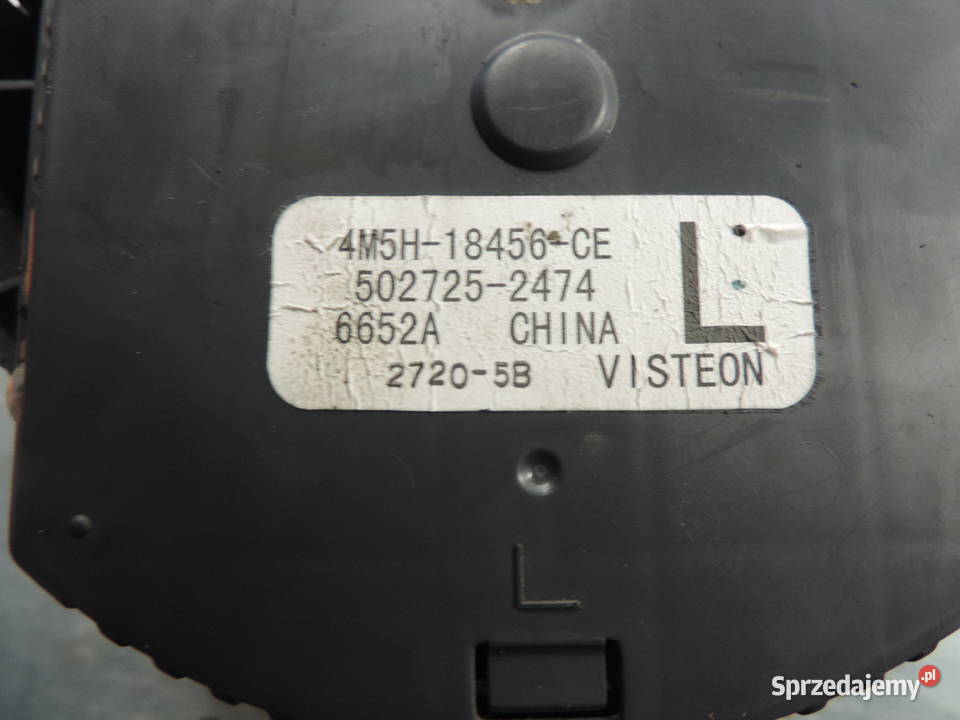 4M5H-18456-CE
502725-2474
6652A CHINA
L
2720-5B VISTEON
L
Sprzedajemy.pl